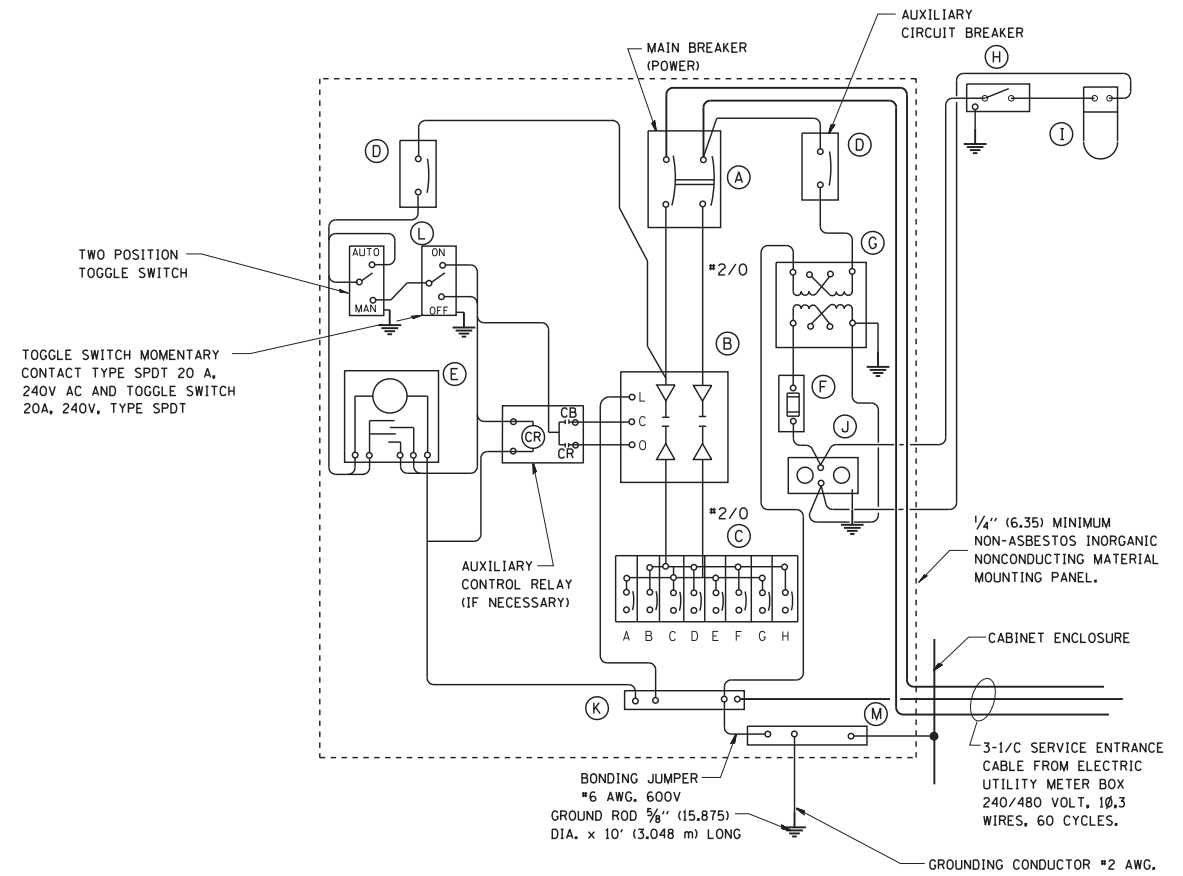 AUXILIARY
CIRCUIT BREAKER
MAIN BREAKER
(POWER)
H
I
D
A
D
L
G
TWO POSITION
TOGGLE SWITCH
AUTO
MAN
ON
OFF
#2/0
TOGGLE SWITCH MOMENTARY
CONTACT TYPE SPDT 20 A,
240V AC AND TOGGLE SWITCH
20A, 240V, TYPE SPDT
E
B
F
J
L
C
O
CB
CR
CR
#2/0
C
AUXILIARY
CONTROL RELAY
(IF NECESSARY)
1/4" (6.35) MINIMUM
NON-ASBESTOS INORGANIC
NONCONDUCTING MATERIAL
MOUNTING PANEL.
A B C D E F G H
CABINET ENCLOSURE
K
M
3-1/C SERVICE ENTRANCE
CABLE FROM ELECTRIC
UTILITY METER BOX
240/480 VOLT, 1Ø,3
WIRES, 60 CYCLES.
BONDING JUMPER
#6 AWG. 600V
GROUND ROD 5/8" (15.875)
DIA. x 10' (3.048 m) LONG
GROUNDING CONDUCTOR #2 AWG.